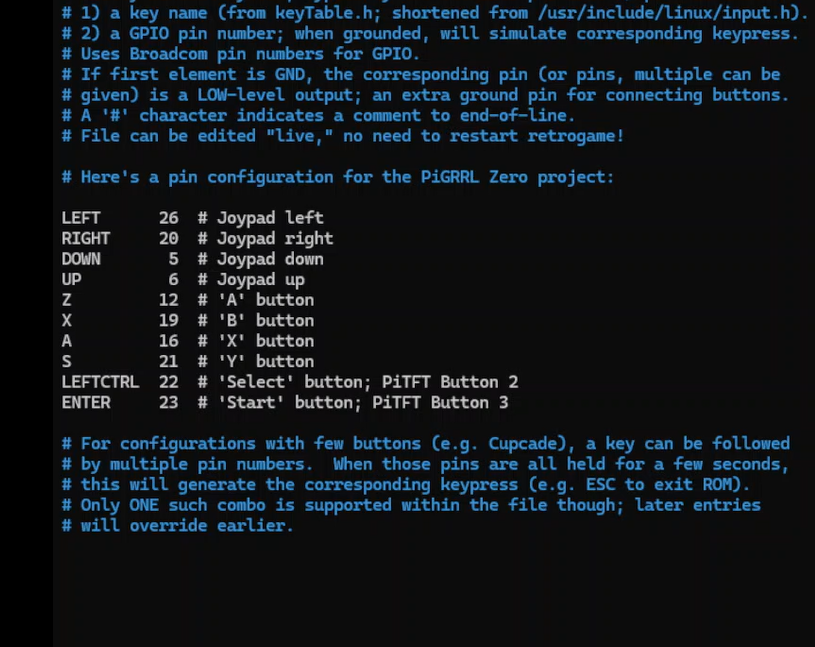 # 1) a key name (from keyTable.h; shortened from /usr/include/linux/input.h).
# 2) a GPIO pin number; when grounded, will simulate corresponding keypress.
# Uses Broadcom pin numbers for GPIO.
# If first element is GND, the corresponding pin (or pins, multiple can be
# given) is a LOW-level output; an extra ground pin for connecting buttons.
# A '#' character indicates a comment to end-of-line.
# File can be edited "live," no need to restart retrogame!
# Here's a pin configuration for the PiGRRL Zero project:
LEFT      26  # Joypad left
RIGHT     20  # Joypad right
DOWN       5  # Joypad down
UP         6  # Joypad up
Z         12  # 'A' button
X         19  # 'B' button
A         16  # 'X' button
S         21  # 'Y' button
LEFTCTRL  22  # 'Select' button; PiTFT Button 2
ENTER     23  # 'Start' button; PiTFT Button 3
# For configurations with few buttons (e.g. Cupcade), a key can be followed
# by multiple pin numbers.  When those pins are all held for a few seconds,
# this will generate the corresponding keypress (e.g. ESC to exit ROM).
# Only ONE such combo is supported within the file though; later entries
# will override earlier.